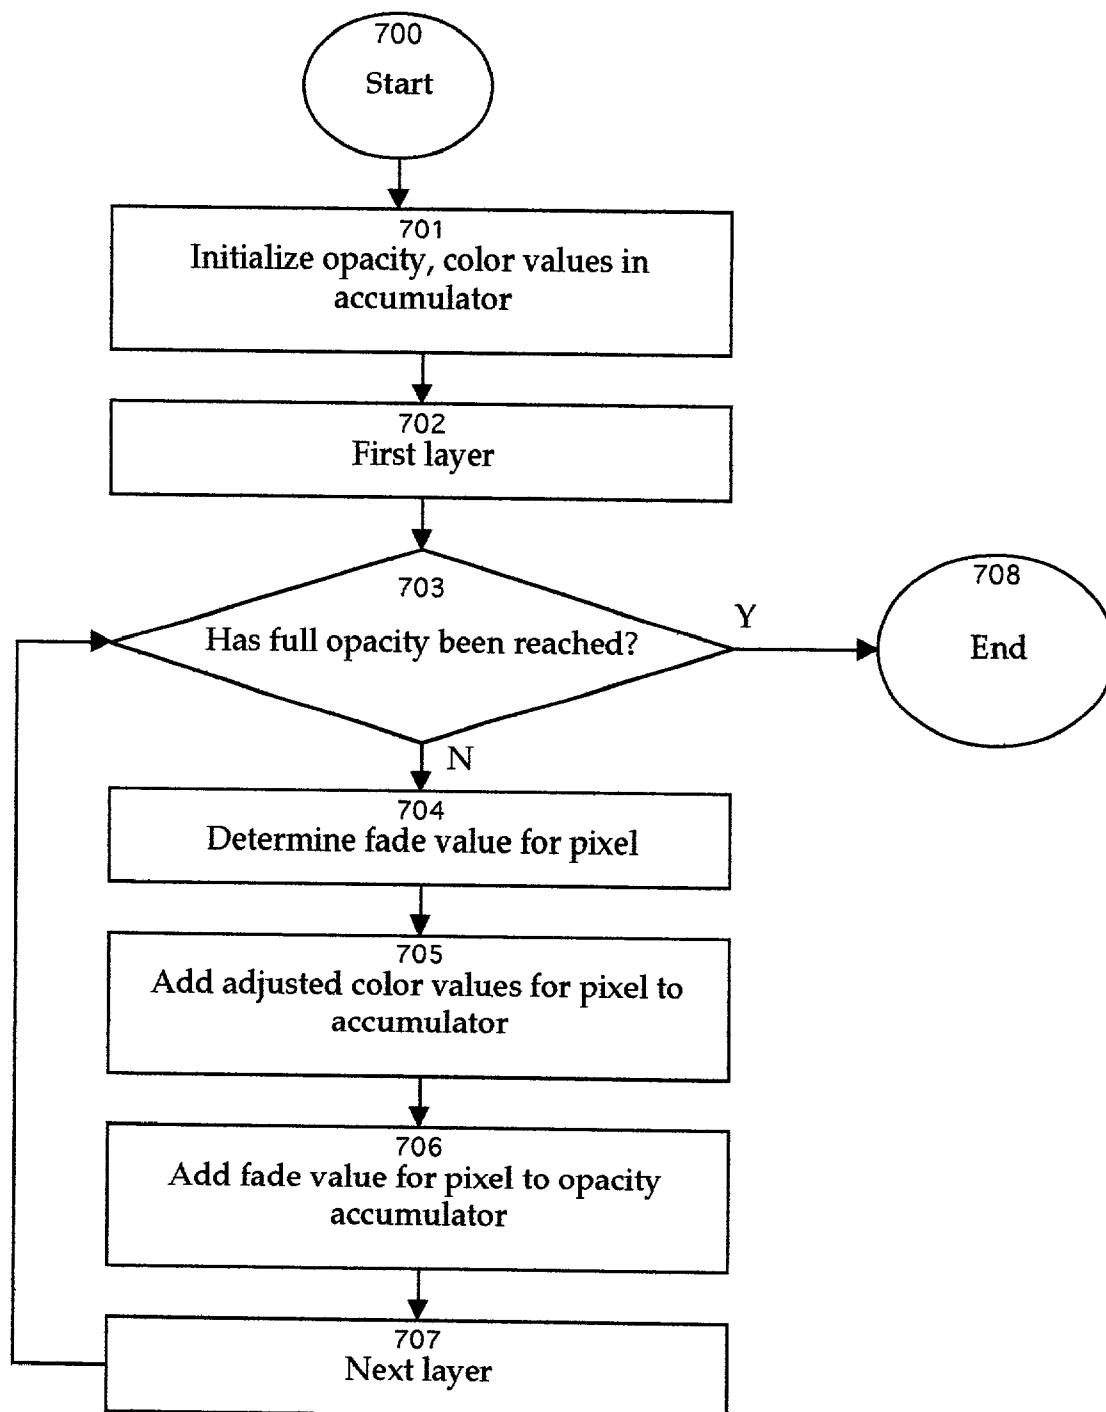 700
Start
701
Initialize opacity, color values in
accumulator
702
First layer
703
Has full opacity been reached?
Y
708
End
N
704
Determine fade value for pixel
705
Add adjusted color values for pixel to
accumulator
706
Add fade value for pixel to opacity
accumulator
707
Next layer